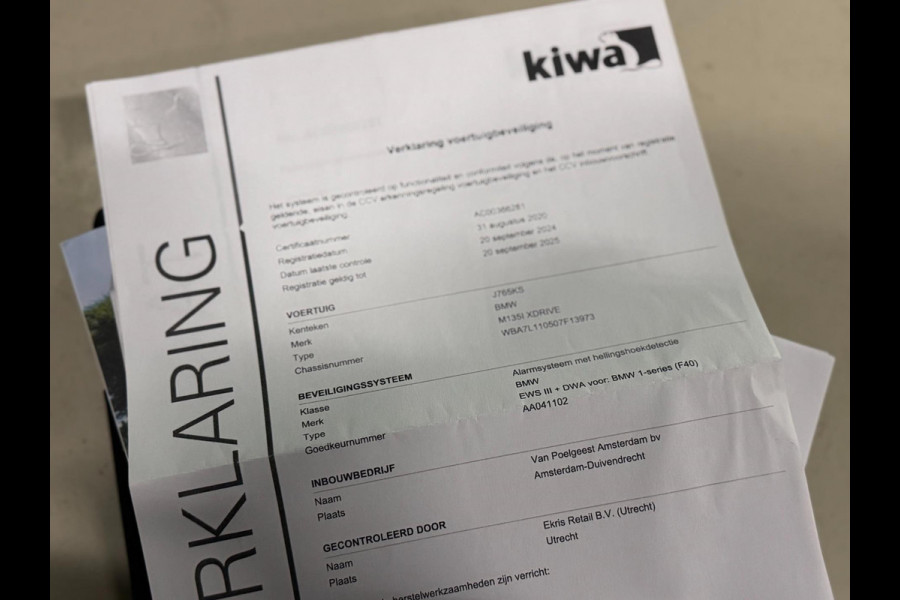 kiwa
Verklaring voertuigbeveiliging
Het systeem is gecontroleerd op functionaliteit en conformiteit volgens de, op het moment van registratie
geldende, eisen in de CCV erkenningsregeling voertuigbeveiliging en het CCV inbouwvoorschrift
voertuigbeveiliging.
Certificaatnummer AC00366281
Registratiedatum 31 augustus 2020
Datum laatste controle 20 september 2024
Registratie geldig tot 20 september 2025
VOERTUIG
Kenteken J765KS
Merk BMW
Type M135I XDRIVE
Chassisnummer WBA7L110507F13973
BEVEILIGINGSSYSTEEM
Klasse Alarmsysteem met hellingshoekdetectie
Merk BMW
Type EWS III + DWA voor: BMW 1-series (F40)
Goedkeurnummer AA041102
INBOUWBEDRIJF
Naam Van Poelgeest Amsterdam bv
Plaats Amsterdam-Duivendrecht
GECONTROLEERD DOOR
Naam Ekris Retail B.V. (Utrecht)
Plaats Utrecht
herstelwerkzaamheden zijn verricht:
RKLARING